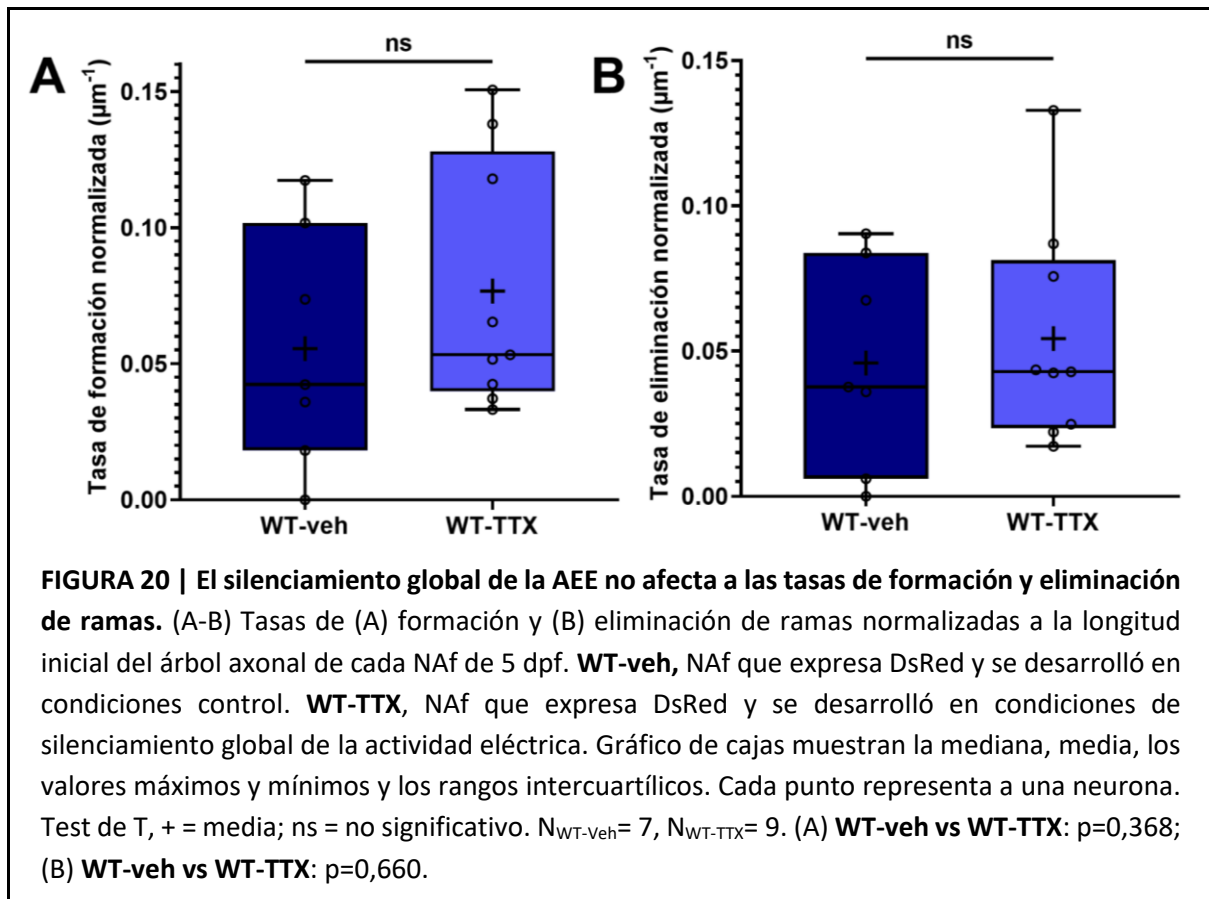 A
ns
Tasa de formación normalizada (µm⁻¹)
0.15
0.10
0.05
0.00
WT-veh
WT-TTX
B
ns
Tasa de eliminación normalizada (µm⁻¹)
0.15
0.10
0.05
0.00
WT-veh
WT-TTX
FIGURA 20 | El silenciamiento global de la AEE no afecta a las tasas de formación y eliminación
de ramas. (A-B) Tasas de (A) formación y (B) eliminación de ramas normalizadas a la longitud
inicial del árbol axonal de cada NAf de 5 dpf. WT-veh, NAf que expresa DsRed y se desarrolló en
condiciones control. WT-TTX, NAf que expresa DsRed y se desarrolló en condiciones de
silenciamiento global de la actividad eléctrica. Gráfico de cajas muestran la mediana, media, los
valores máximos y mínimos y los rangos intercuartílicos. Cada punto representa a una neurona.
Test de T, + = media; ns = no significativo. NWT-Veh= 7, NWT-TTX= 9. (A) WT-veh vs WT-TTX: p=0,368;
(B) WT-veh vs WT-TTX: p=0,660.